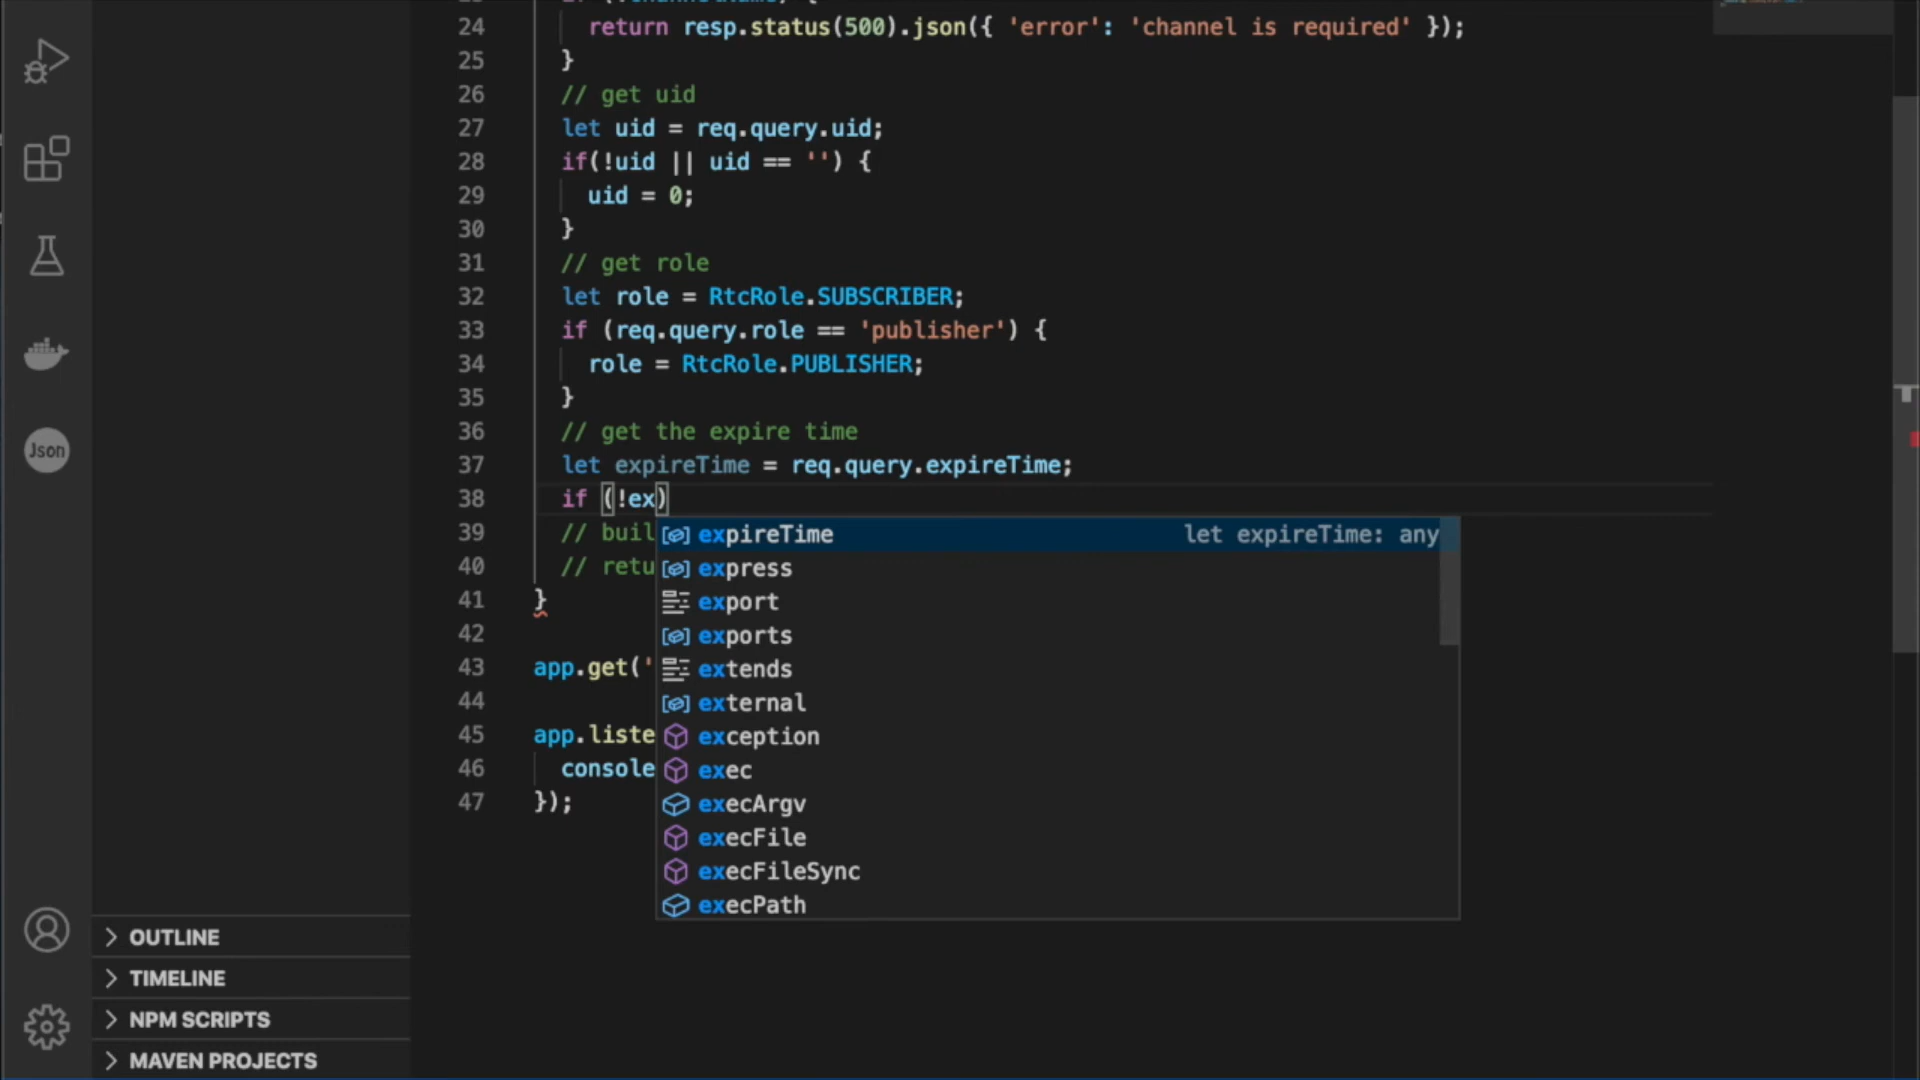 24 return resp.status(500).json({ 'error': 'channel is required' });
25 }
26 // get uid
27 let uid = req.query.uid;
28 if(!uid || uid == '') {
29 uid = 0;
30 }
31 // get role
32 let role = RtcRole.SUBSCRIBER;
33 if (req.query.role == 'publisher') {
34 role = RtcRole.PUBLISHER;
35 }
36 // get the expire time
37 let expireTime = req.query.expireTime;
38 if (!ex)
39 // buil
40 // retu
41 }
42
43 app.get('
44
45 app.liste
46 console
47 });
expireTime let expireTime: any
express
export
exports
extends
external
exception
exec
execArgv
execFile
execFileSync
execPath
Json
OUTLINE
TIMELINE
NPM SCRIPTS
MAVEN PROJECTS